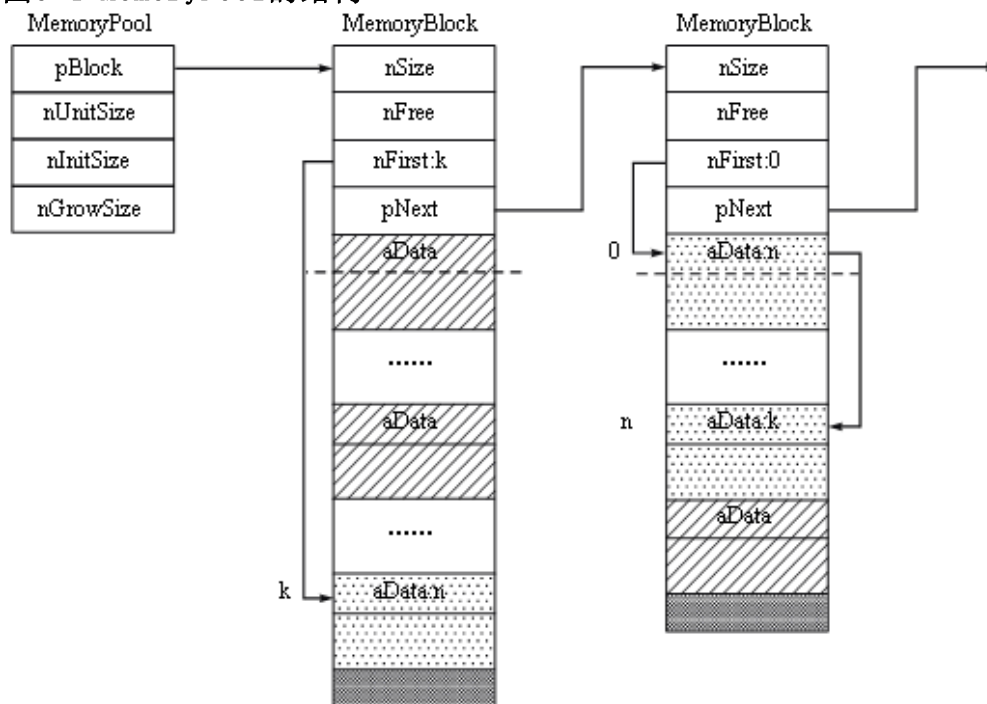 MemoryPool
MemoryBlock
MemoryBlock
pBlock
nUnitSize
nInitSize
nGrowSize
nSize
nFree
nFirst:k
pNext
aData
......
aData
......
k
aData:n
nSize
nFree
nFirst:0
pNext
0
aData:n
......
n
aData:k
aData